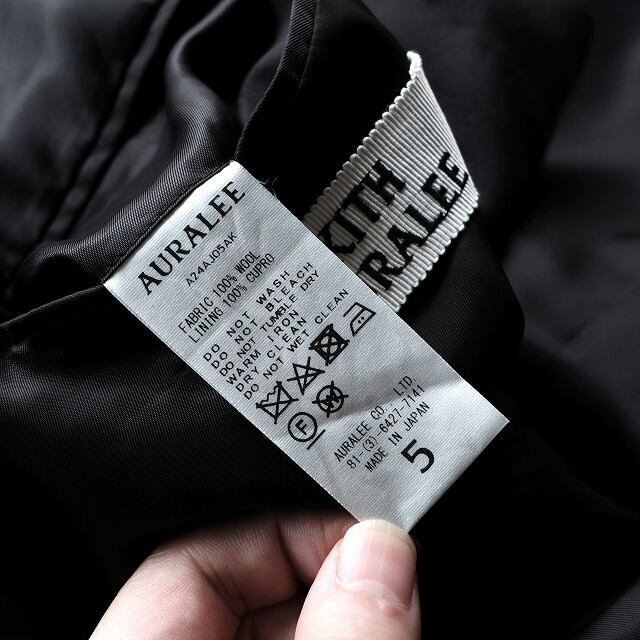 AURALEE
A24AJ05AK
FABRIC 100% WOOL
LINING 100% CUPRO
DO NOT WASH
DO NOT BLEACH
DO NOT TUMBLE DRY
WARM IRON
DRY CLEAN
DO NOT WET CLEAN
F
W
AURALEE CO., LTD.
81-(3)-6427-7141
MADE IN JAPAN
5
KITH
RALEE